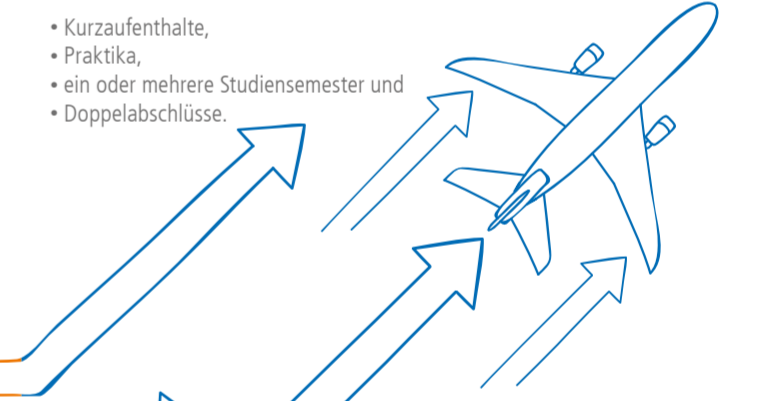 • Kurzaufenthalte,
• Praktika,
• ein oder mehrere Studiensemester und
• Doppelabschlüsse.